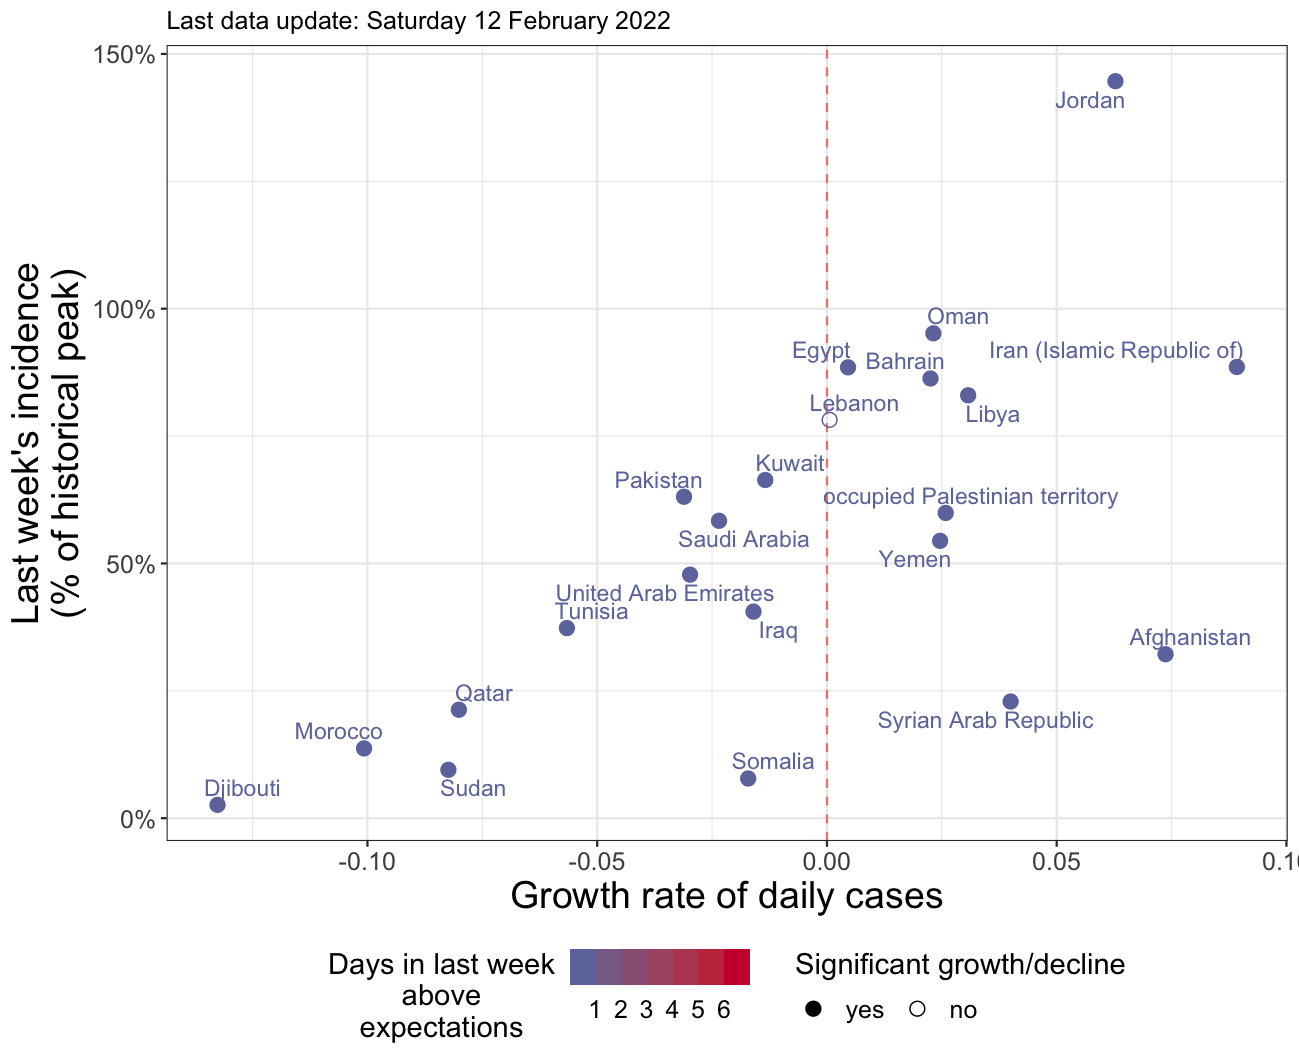 Last data update: Saturday 12 February 2022
150%
Jordan
100%
Oman
Egypt
Bahrain
Iran (Islamic Republic of)
Lebanon
Libya
Kuwait
Pakistan
occupied Palestinian territory
Saudi Arabia
Yemen
50%
United Arab Emirates
Tunisia
Iraq
Afghanistan
Qatar
Syrian Arab Republic
Morocco
Somalia
Djibouti
Sudan
0%
Last week's incidence
(% of historical peak)
-0.10 -0.05 0.00 0.05 0.10
Growth rate of daily cases
Days in last week
above
expectations
1 2 3 4 5 6
Significant growth/decline
yes no